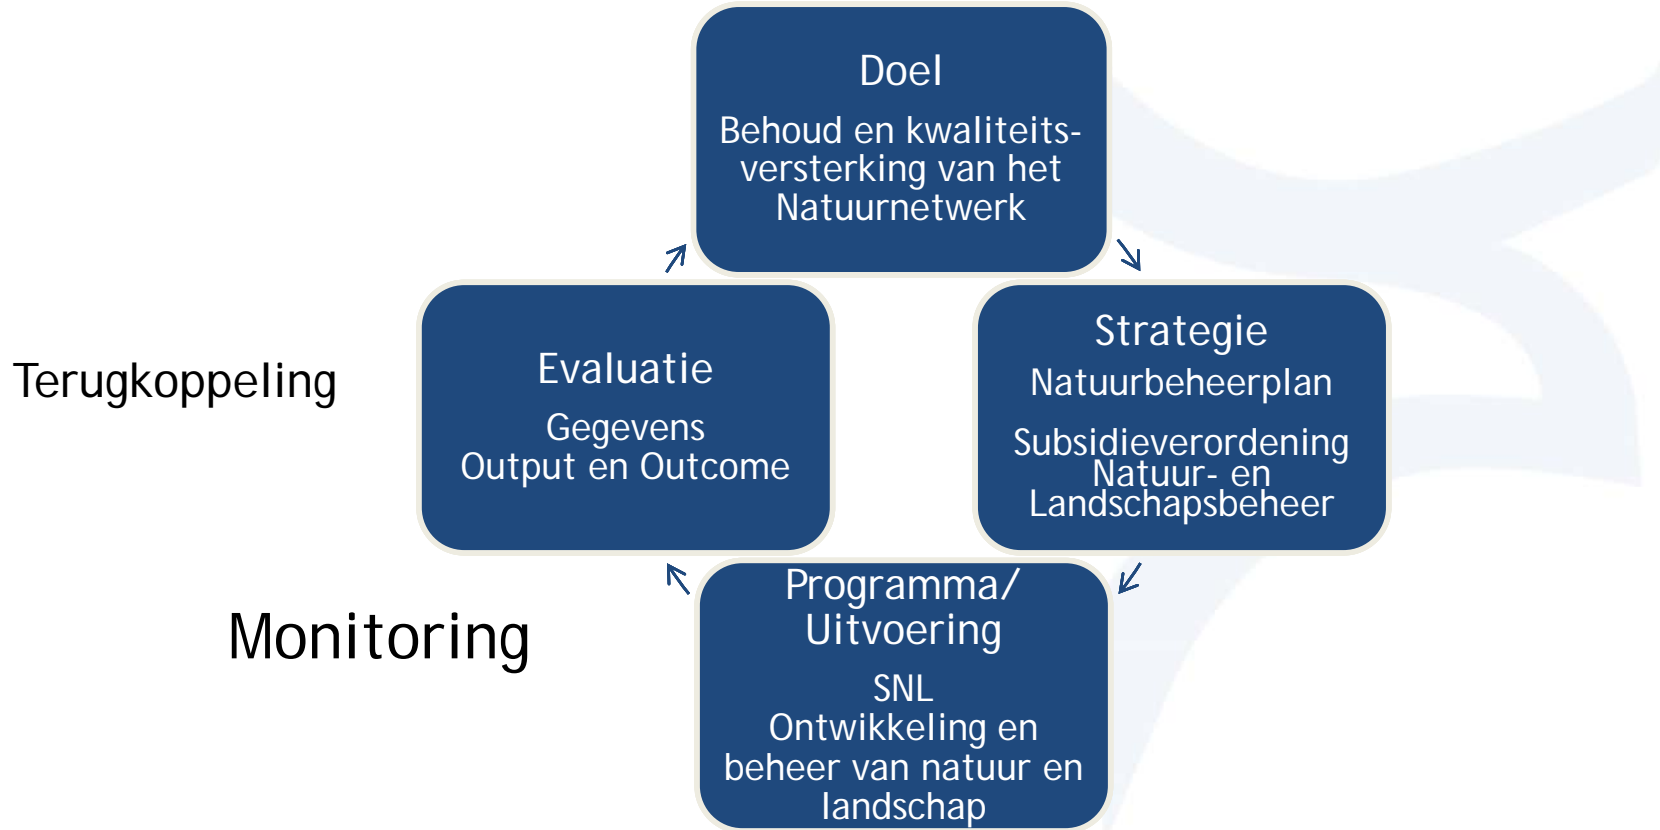 Doel
Behoud en kwaliteits-
versterking van het
Natuurnetwerk
Strategie
Natuurbeheerplan
Subsidieverordening
Natuur- en
Landschapsbeheer
Programma/
Uitvoering
SNL
Ontwikkeling en
beheer van natuur en
landschap
Evaluatie
Gegevens
Output en Outcome
Terugkoppeling
Monitoring